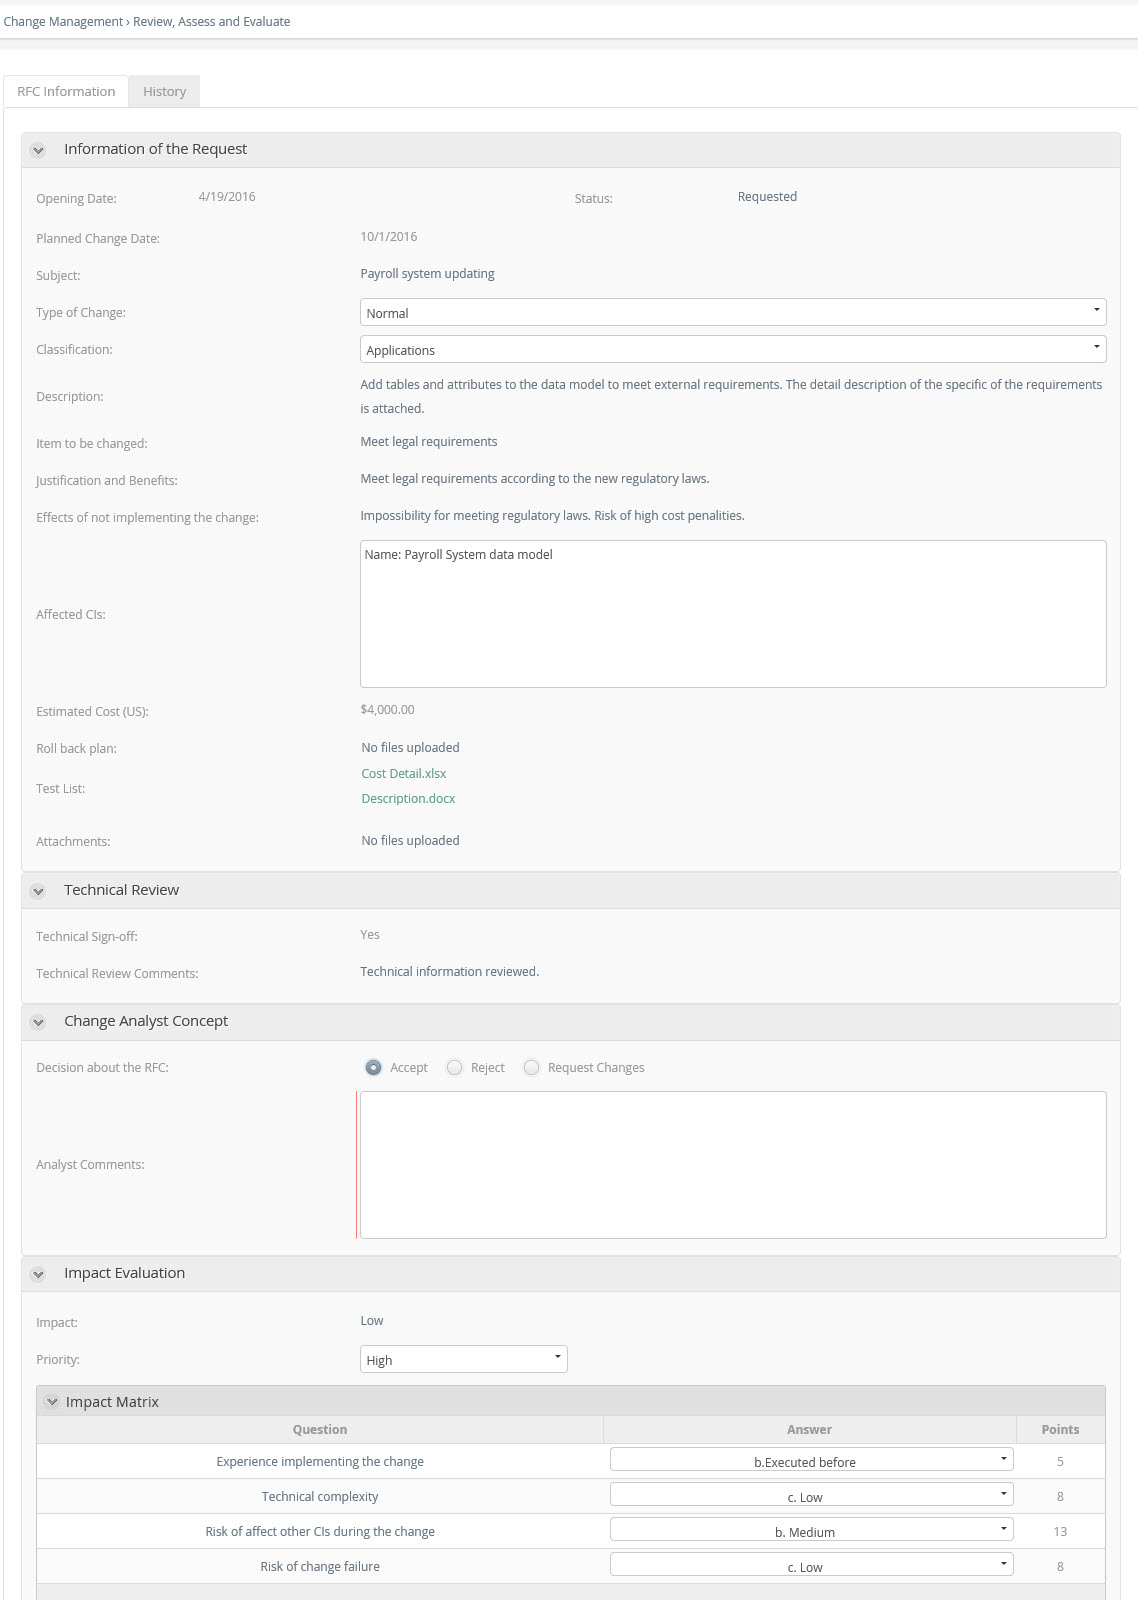 Change Management › Review, Assess and Evaluate
RFC Information History
Information of the Request
Opening Date: 4/19/2016 Status: Requested
Planned Change Date: 10/1/2016
Subject: Payroll system updating
Type of Change: Normal
Classification: Applications
Description: Add tables and attributes to the data model to meet external requirements. The detail description of the specific of the requirements
is attached.
Item to be changed: Meet legal requirements
Justification and Benefits: Meet legal requirements according to the new regulatory laws.
Effects of not implementing the change: Impossibility for meeting regulatory laws. Risk of high cost penalities.
Name: Payroll System data model
Affected CIs:
Estimated Cost (US): $4,000.00
Roll back plan: No files uploaded
Cost Detail.xlsx
Test List:
Description.docx
Attachments: No files uploaded
Technical Review
Technical Sign-off: Yes
Technical Review Comments: Technical information reviewed.
Change Analyst Concept
Decision about the RFC: Accept Reject Request Changes
Analyst Comments:
Impact Evaluation
Impact: Low
Priority: High
Impact Matrix
Question Answer Points
Experience implementing the change b.Executed before 5
Technical complexity c. Low 8
Risk of affect other CIs during the change b. Medium 13
Risk of change failure c. Low 8